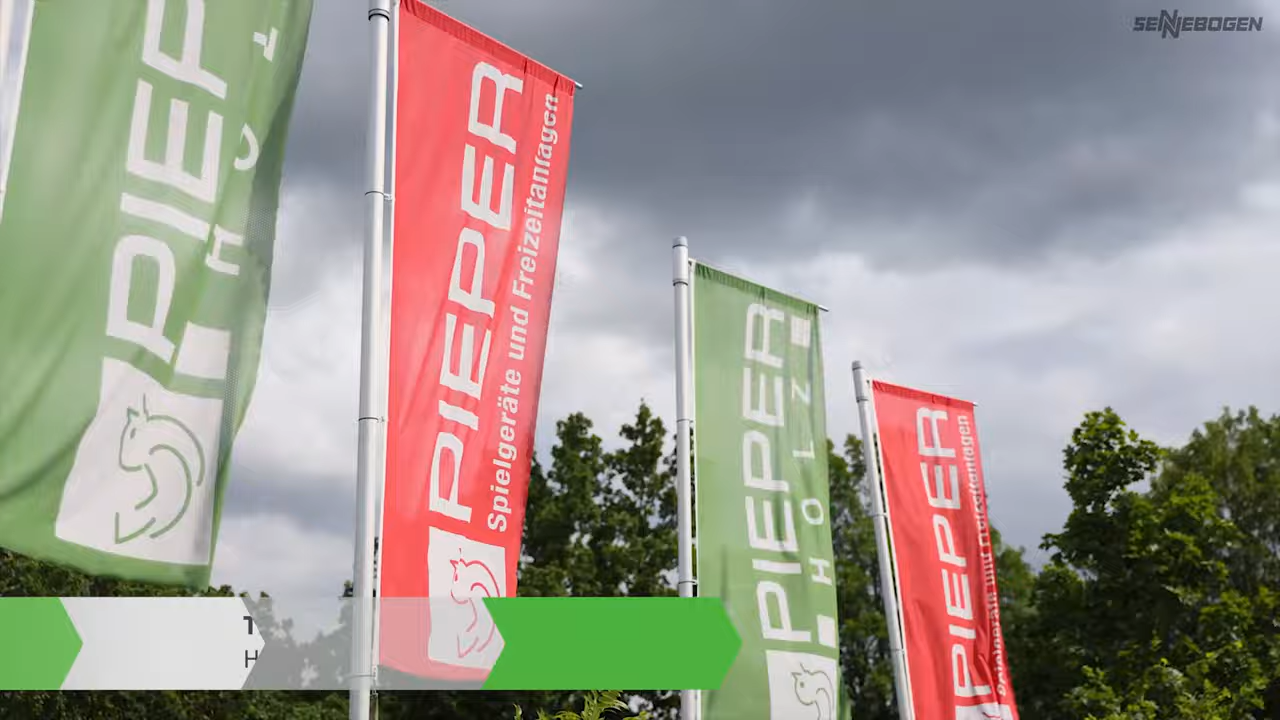 SENNEBOGEN
PIEPER
HOLZ
PIEPER
Spielgeräte und Freizeitanlagen
PIEPER
HOLZ
PIEPER
Spielgeräte und Freizeitanlagen
T
H